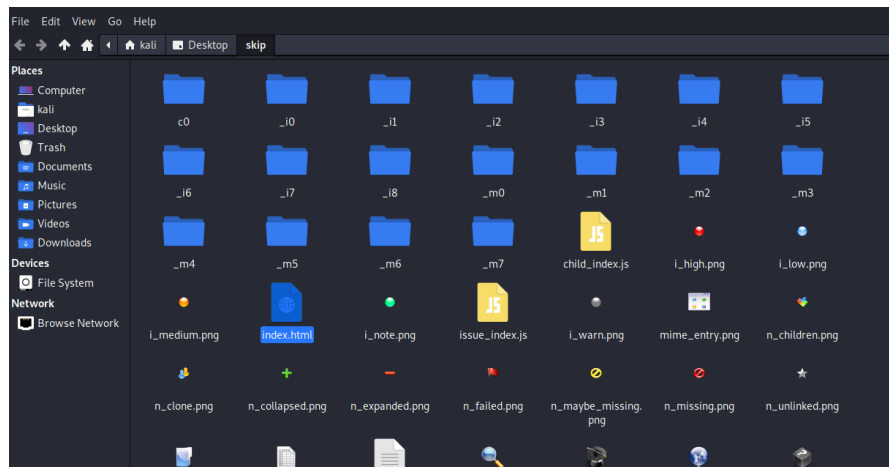 File Edit View Go Help
kali Desktop skip
Places
Computer
kali
Desktop
Trash
Documents
Music
Pictures
Videos
Downloads
Devices
File System
Network
Browse Network
c0 _i0 _i1 _i2 _i3 _i4 _i5
_i6 _i7 _i8 _m0 _m1 _m2 _m3
JS
_m4 _m5 _m6 _m7 child_index.js i_high.png i_low.png
JS
i_medium.png index.html i_note.png issue_index.js i_warn.png mime_entry.png n_children.png
n_clone.png n_collapsed.png n_expanded.png n_failed.png n_maybe_missing.png n_missing.png n_unlinked.png